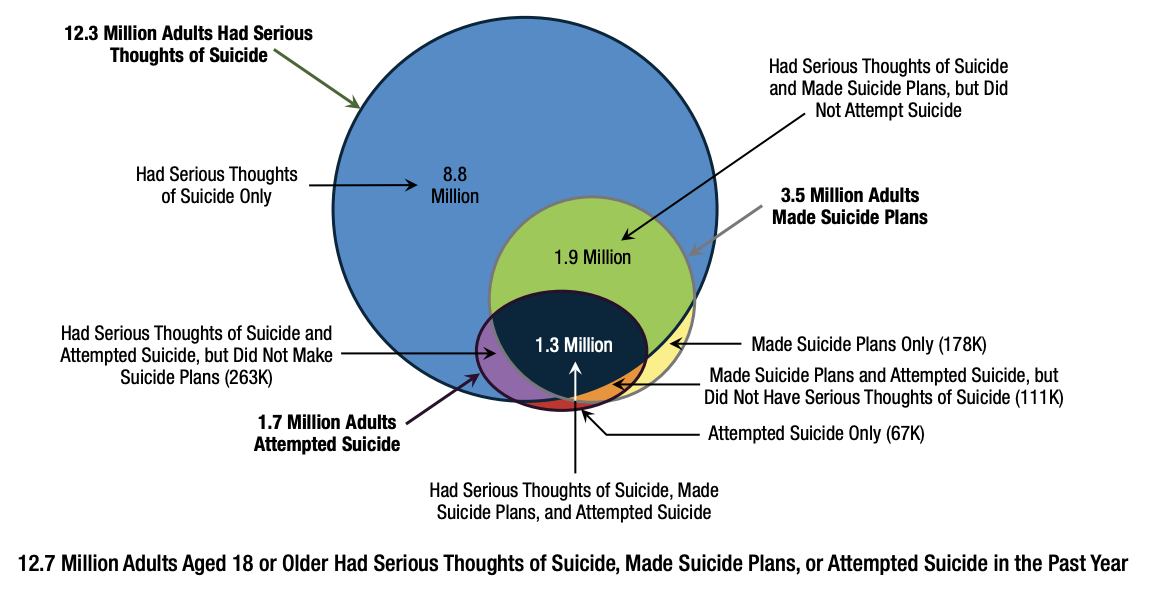 12.3 Million Adults Had Serious
Thoughts of Suicide
Had Serious Thoughts of Suicide
and Made Suicide Plans, but Did
Not Attempt Suicide
Had Serious Thoughts
of Suicide Only
8.8
Million
3.5 Million Adults
Made Suicide Plans
1.9 Million
Had Serious Thoughts of Suicide and
Attempted Suicide, but Did Not Make
Suicide Plans (263K)
1.3 Million
Made Suicide Plans Only (178K)
Made Suicide Plans and Attempted Suicide, but
Did Not Have Serious Thoughts of Suicide (111K)
1.7 Million Adults
Attempted Suicide
Attempted Suicide Only (67K)
Had Serious Thoughts of Suicide, Made
Suicide Plans, and Attempted Suicide
12.7 Million Adults Aged 18 or Older Had Serious Thoughts of Suicide, Made Suicide Plans, or Attempted Suicide in the Past Year